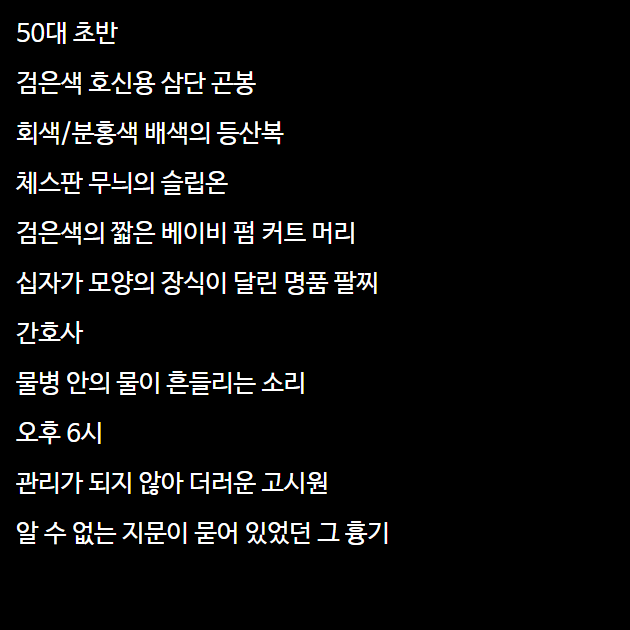 50대 초반
검은색 호신용 삼단 곤봉
회색/분홍색 배색의 등산복
체스판 무늬의 슬립온
검은색의 짧은 베이비 펌 커트 머리
십자가 모양의 장식이 달린 명품 팔찌
간호사
물병 안의 물이 흔들리는 소리
오후 6시
관리가 되지 않아 더러운 고시원
알 수 없는 지문이 묻어 있었던 그 흉기